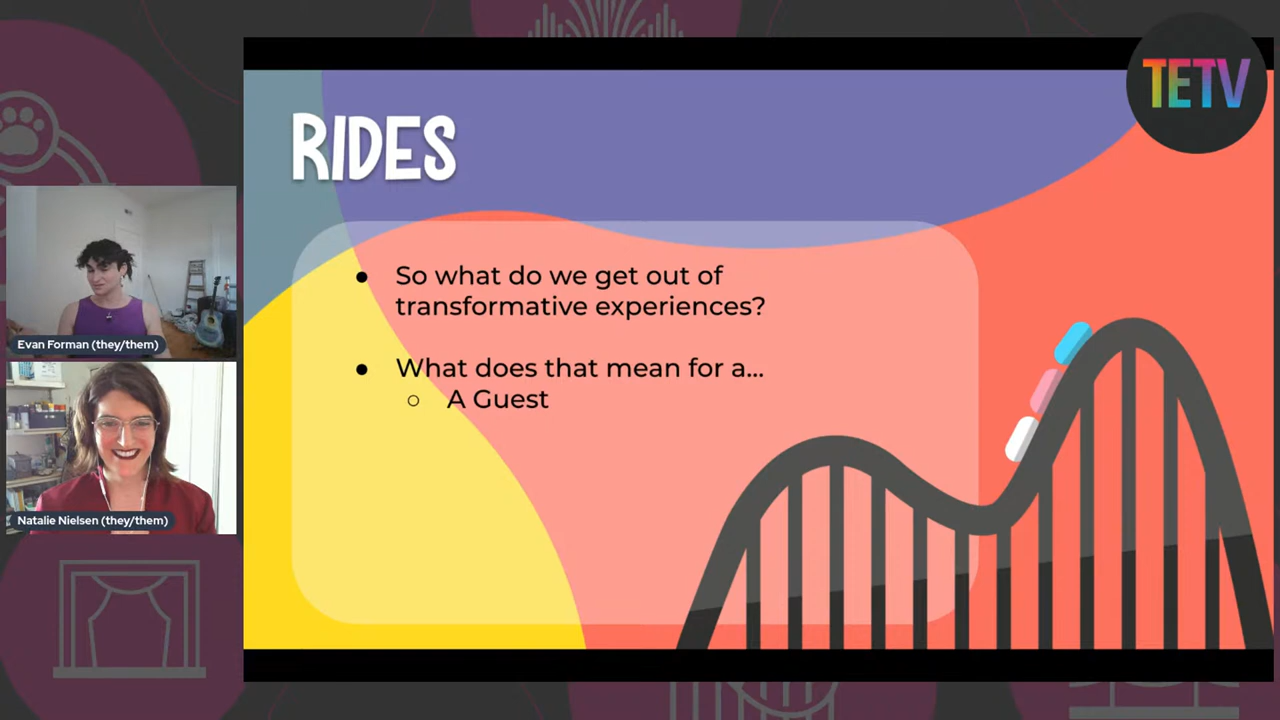 TETV
RIDES
● So what do we get out of
transformative experiences?
● What does that mean for a...
○ A Guest
Evan Forman (they/them)
Natalie Nielsen (they/them)